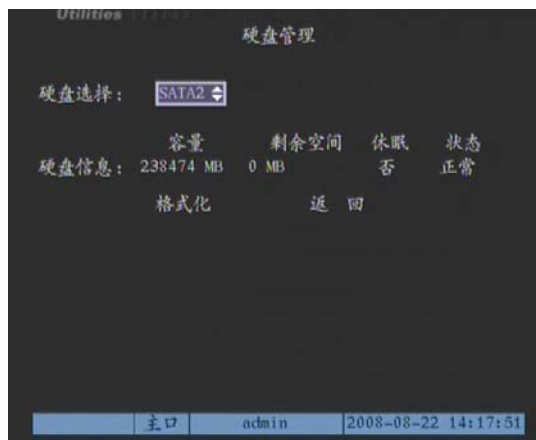 Utilities
硬盘管理
硬盘选择： SATA2
容量 剩余空间 休眠 状态
硬盘信息： 238474 MB 0 MB 否 正常
格式化 返 回
主口 admin 2008-08-22 14:17:51